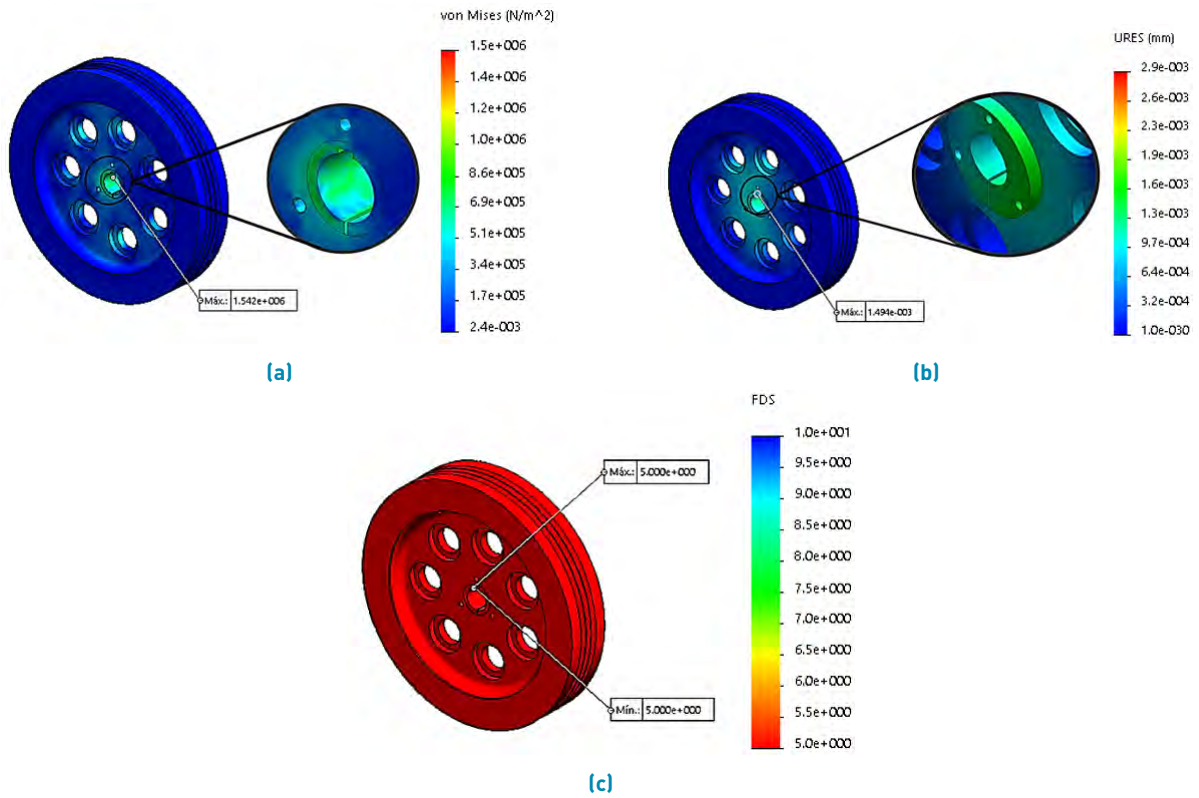 von Mises (N/m^2)
1.5e+006
1.4e+006
1.2e+006
1.0e+006
8.6e+005
6.9e+005
5.1e+005
3.4e+005
1.7e+005
2.4e-003
Máx.: 1.542e+006
(a)
URES (mm)
2.9e-003
2.6e-003
2.3e-003
1.9e-003
1.6e-003
1.3e-003
9.7e-004
6.4e-004
3.2e-004
1.0e-030
Máx.: 1.494e-003
(b)
FDS
1.0e+001
9.5e+000
9.0e+000
8.5e+000
8.0e+000
7.5e+000
7.0e+000
6.5e+000
6.0e+000
5.5e+000
5.0e+000
Máx.: 5.000e+000
Mín.: 5.000e+000
(c)